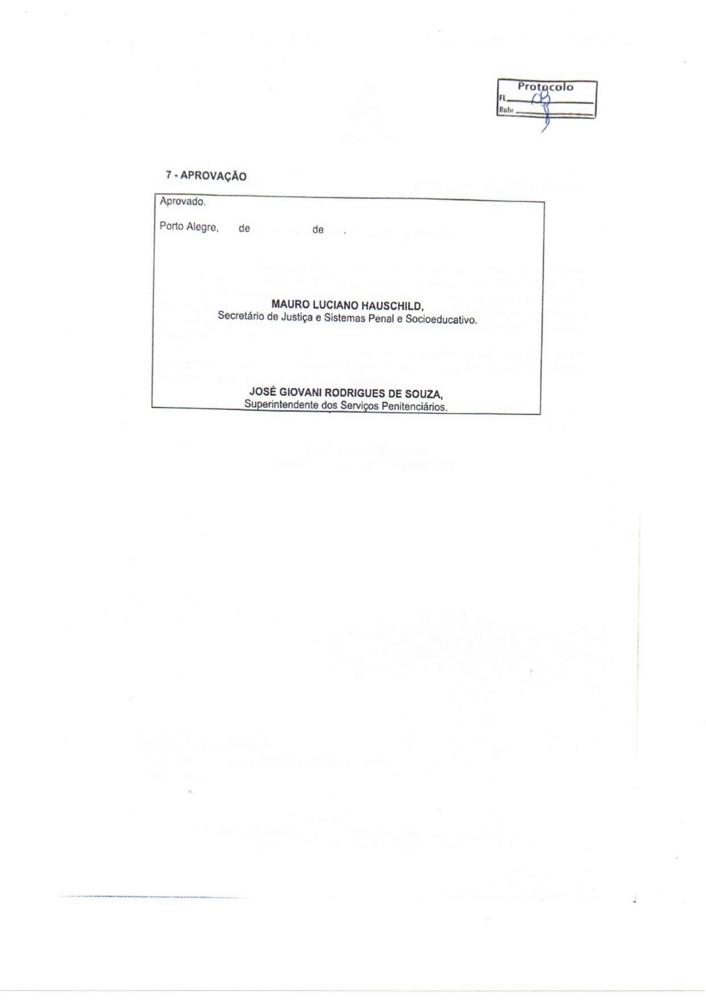 Protocolo
Fl.
Rubr
7 - APROVAÇÃO
Aprovado.
Porto Alegre, de de .
MAURO LUCIANO HAUSCHILD,
Secretário de Justiça e Sistemas Penal e Socioeducativo.
JOSÉ GIOVANI RODRIGUES DE SOUZA,
Superintendente dos Serviços Penitenciários.